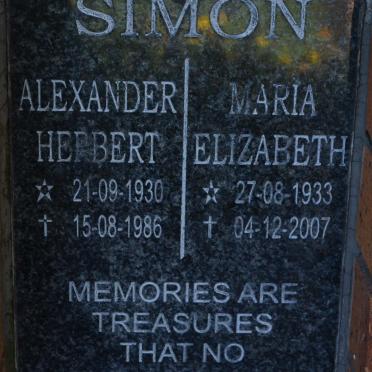 SIMON
ALEXANDER HERBERT
☆ 21-09-1930
† 15-08-1986
MARIA ELIZABETH
☆ 27-08-1933
† 04-12-2007
MEMORIES ARE
TREASURES
THAT NO